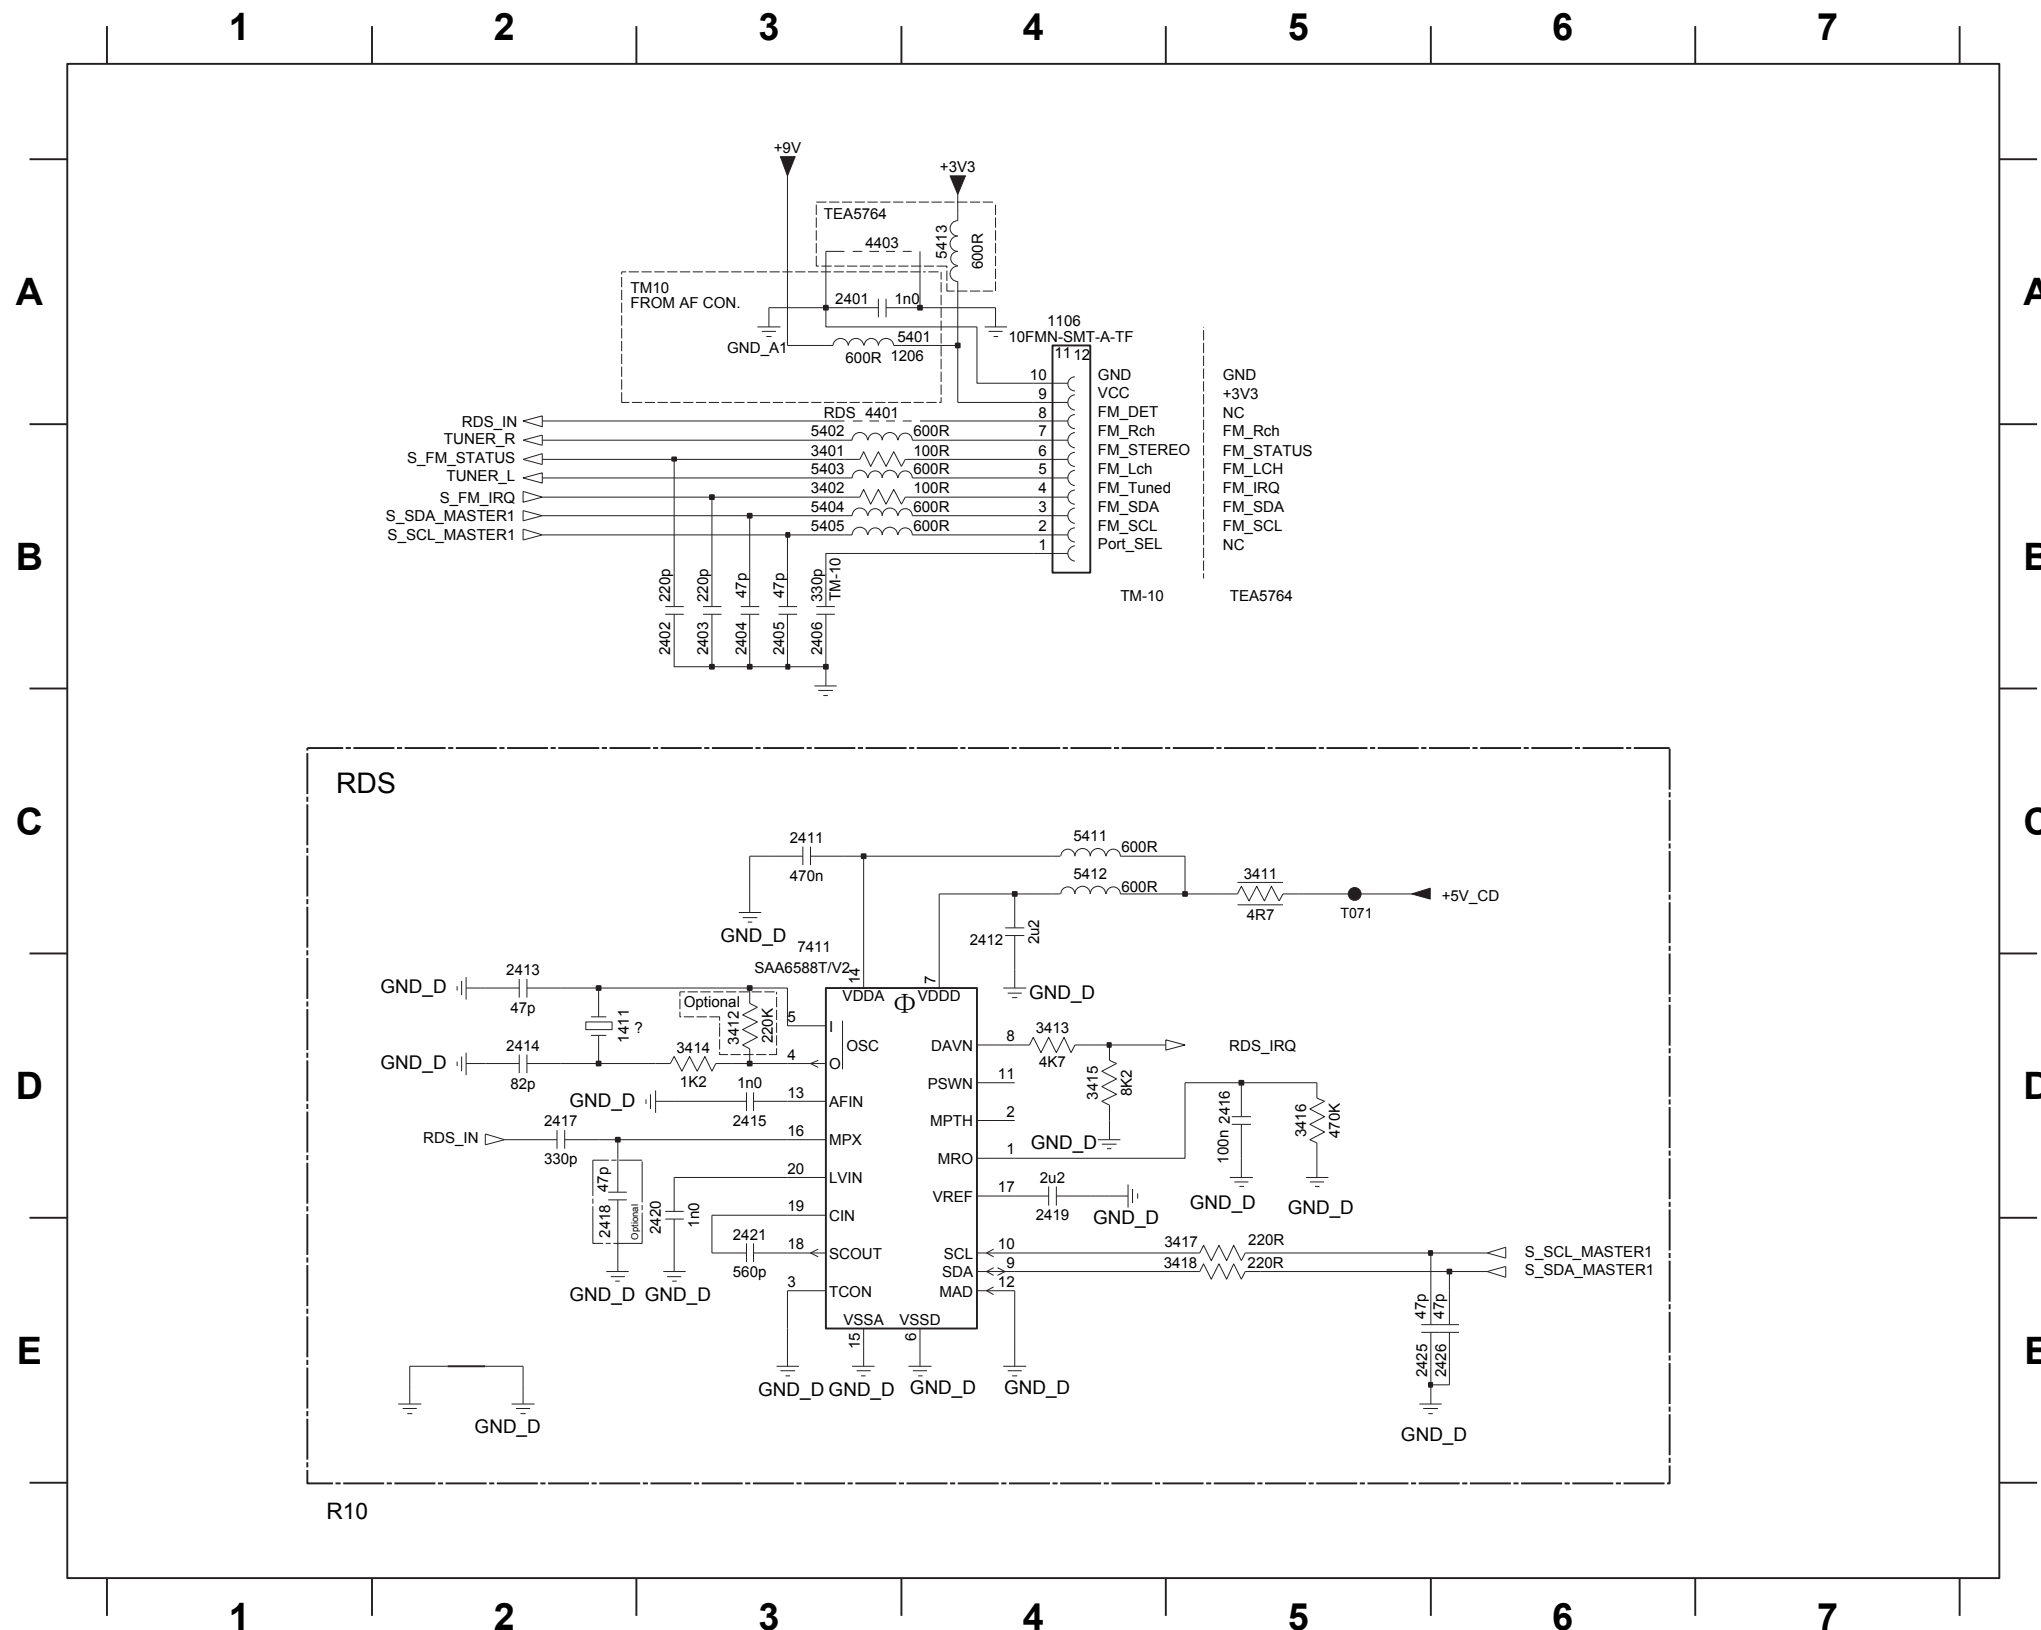 1 2 3 4 5 6 7
+9V
+3V3
TEA5764
4403
5413
600R
A A
TM10
FROM AF CON.
2401 1n0
GND_A1
5401
600R 1206
1106
10FMN-SMT-A-TF
11 12
10 GND GND
9 VCC +3V3
RDS_IN RDS 4401 8 FM_DET NC
TUNER_R 5402 600R 7 FM_Rch FM_Rch
S_FM_STATUS 3401 100R 6 FM_STEREO FM_STATUS
TUNER_L 5403 600R 5 FM_Lch FM_LCH
S_FM_IRQ 3402 100R 4 FM_Tuned FM_IRQ
S_SDA_MASTER1 5404 600R 3 FM_SDA FM_SDA
S_SCL_MASTER1 5405 600R 2 FM_SCL FM_SCL
1 Port_SEL NC
B B
220p 220p 47p 47p 330p TM-10
2402 2403 2404 2405 2406
TM-10 TEA5764
RDS
C C
2411
470n
GND_D
5411 600R
5412 600R
3411
4R7
T071
+5V_CD
2412 2u2
GND_D
7411
SAA6588T/V2
14 7
VDDA Φ VDDD
GND_D 2413
47p
1411 ?
GND_D 2414
82p
Optional
3412 220K
3414
1K2
5 I
OSC
4 O
D D
GND_D 1n0
2415
13 AFIN
RDS_IN 2417
330p
16 MPX
47p
2418 Optional
GND_D
20 LVIN
2420 1n0
GND_D
19 CIN
2421
560p
18 SCOUT
3 TCON
GND_D
DAVN 8 3413
4K7
RDS_IRQ
3415 8K2
GND_D
PSWN 11
MPTH 2
MRO 1
100n 2416
GND_D
3416 470K
GND_D
VREF 17 2u2
2419
GND_D
SCL 10 3417 220R S_SCL_MASTER1
SDA 9 3418 220R S_SDA_MASTER1
MAD 12
GND_D
47p 47p
2425 2426
GND_D
VSSA VSSD
15 6
GND_D GND_D
E E
GND_D
R10
1 2 3 4 5 6 7